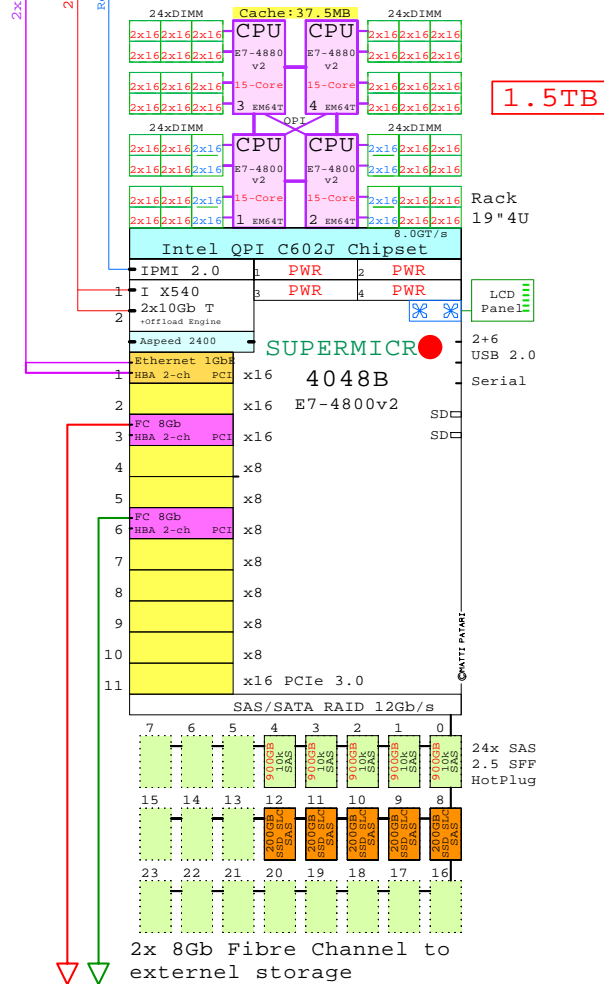 2x
2
Re
24xDIMM Cache:37.5MB 24xDIMM
2x16 2x16 2x16 CPU CPU 2x16 2x16 2x16
2x16 2x16 2x16 E7-4880 E7-4880 2x16 2x16 2x16
v2 v2
2x16 2x16 2x16 15-Core 15-Core 2x16 2x16 2x16
2x16 2x16 2x16 3 EM64T 4 EM64T 2x16 2x16 2x16
1.5TB
24xDIMM QPI 24xDIMM
2x16 2x16 2x16 CPU CPU 2x16 2x16 2x16
2x16 2x16 2x16 E7-4800 E7-4800 2x16 2x16 2x16
v2 v2
2x16 2x16 2x16 15-Core 15-Core 2x16 2x16 2x16
2x16 2x16 2x16 1 EM64T 2 EM64T 2x16 2x16 2x16
Rack
19"4U
8.0GT/s
Intel QPI C602J Chipset
IPMI 2.0 1 PWR 2 PWR
1 I X540 3 PWR 4 PWR
2 2x10Gb T
+Offload Engine
LCD
Panel
Aspeed 2400
SUPERMICR
2+6
USB 2.0
Ethernet 1GbE
1 HBA 2-ch PCI x16
4048B
Serial
2 x16
E7-4800v2
SD
FC 8Gb
3 HBA 2-ch PCI x16
SD
4 x8
5 x8
FC 8Gb
6 HBA 2-ch PCI x8
7 x8
8 x8
9 x8
10 x8
11 x16 PCIe 3.0
©MATTI PATARI
SAS/SATA RAID 12Gb/s
7 6 5 4 3 2 1 0
900GB 10k SAS 900GB 10k SAS 900GB 10k SAS 900GB 10k SAS 900GB 10k SAS
24x SAS
2.5 SFF
HotPlug
15 14 13 12 11 10 9 8
200GB SSD SLC SAS 200GB SSD SLC SAS 200GB SSD SLC SAS 200GB SSD SLC SAS 200GB SSD SLC SAS
23 22 21 20 19 18 17 16
2x 8Gb Fibre Channel to
externel storage